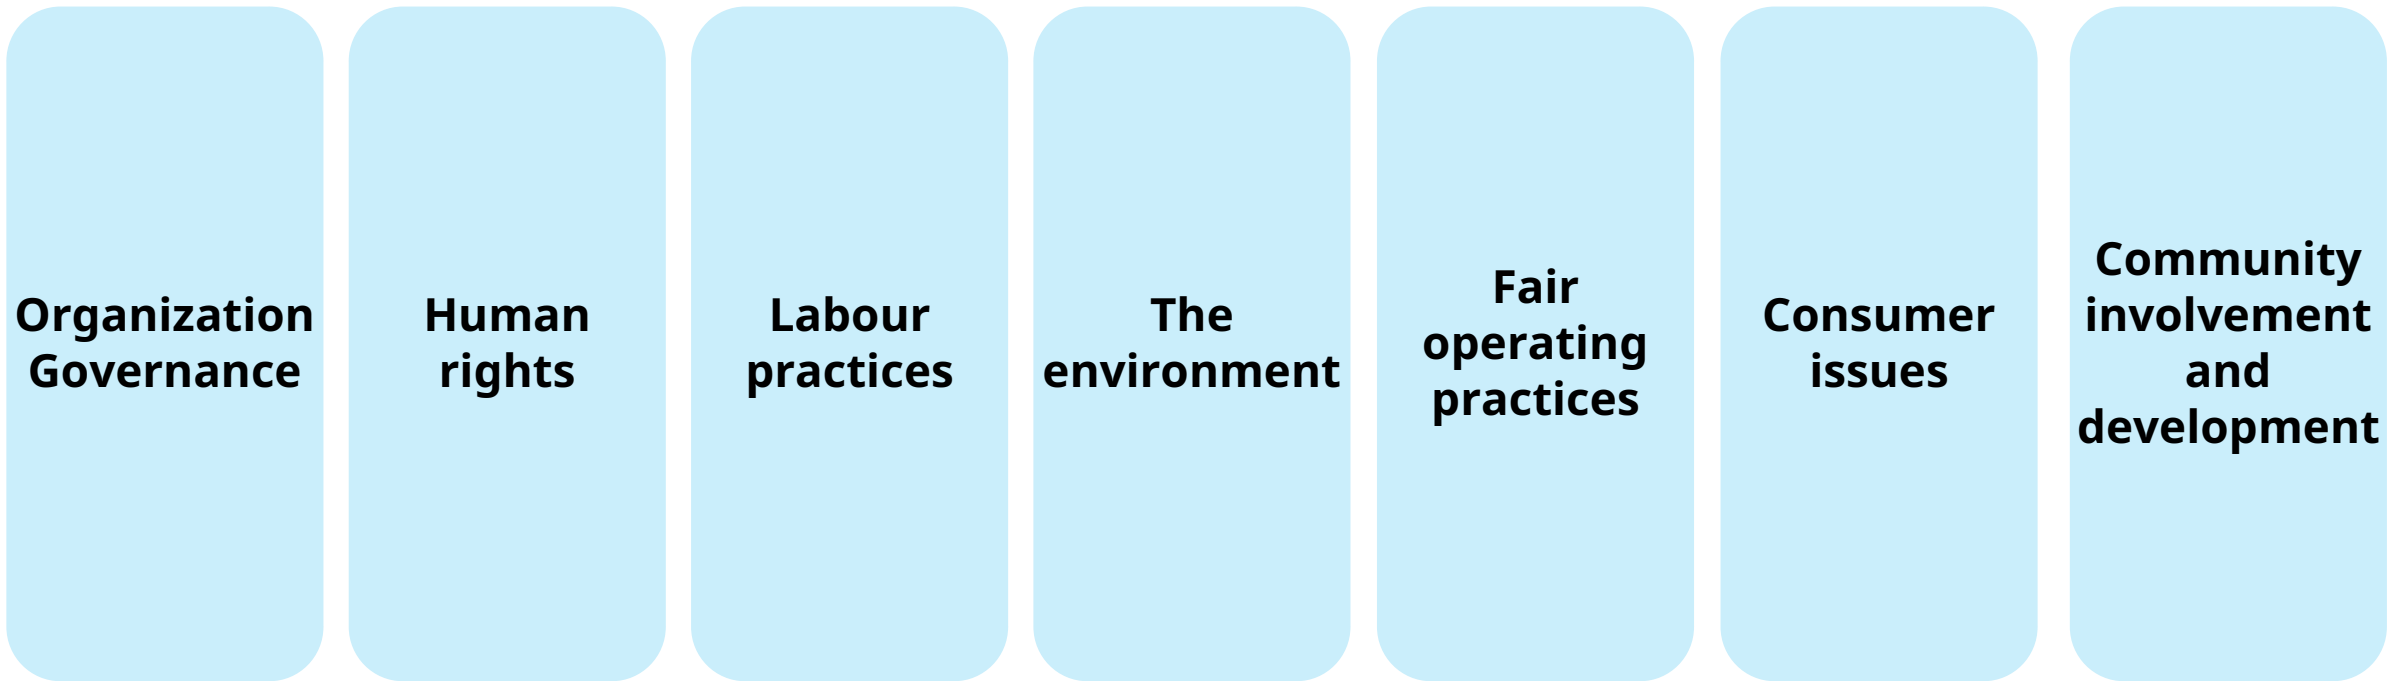 Organization
Governance
Human
rights
Labour
practices
The
environment
Fair
operating
practices
Consumer
issues
Community
involvement
and
development